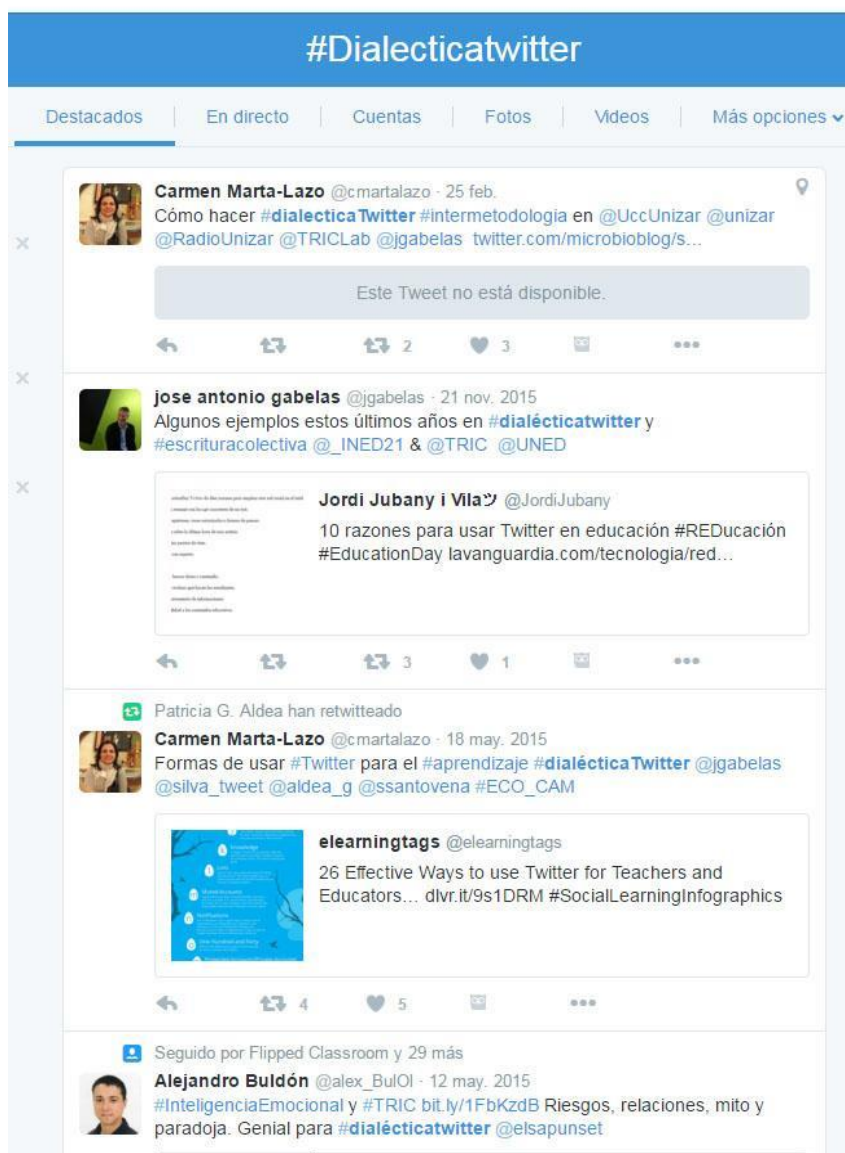 #Dialecticatwitter
Destacados En directo Cuentas Fotos Videos Más opciones
Carmen Marta-Lazo @cmartalazo · 25 feb.
Cómo hacer #dialecticaTwitter #intermetodologia en @UccUnizar @unizar
@RadioUnizar @TRICLab @jgabelas twitter.com/microbioblog/s…
Este Tweet no está disponible.
2 3
jose antonio gabelas @jgabelas · 21 nov. 2015
Algunos ejemplos estos últimos años en #dialécticatwitter y
#escrituracolectiva @_INED21 & @TRIC @UNED
Jordi Jubany i Vilaツ @JordiJubany
10 razones para usar Twitter en educación #REDucación
#EducationDay lavanguardia.com/tecnologia/red…
3 1
Patricia G. Aldea han retwitteado
Carmen Marta-Lazo @cmartalazo · 18 may. 2015
Formas de usar #Twitter para el #aprendizaje #dialécticaTwitter @jgabelas
@silva_tweet @aldea_g @ssantovena #ECO_CAM
elearningtags @elearningtags
26 Effective Ways to use Twitter for Teachers and
Educators… dlvr.it/9s1DRM #SocialLearningInfographics
4 5
Seguido por Flipped Classroom y 29 más
Alejandro Buldón @alex_BulOl · 12 may. 2015
#InteligenciaEmocional y #TRIC bit.ly/1FbKzdB Riesgos, relaciones, mito y
paradoja. Genial para #dialécticatwitter @elsapunset